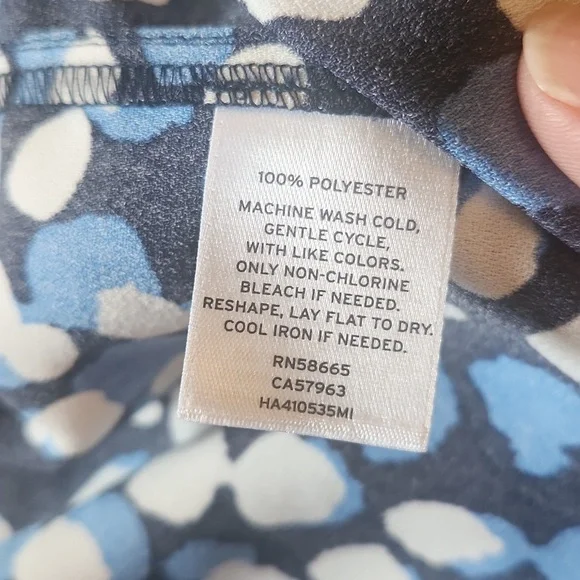 100% POLYESTER
MACHINE WASH COLD,
GENTLE CYCLE,
WITH LIKE COLORS.
ONLY NON-CHLORINE
BLEACH IF NEEDED.
RESHAPE, LAY FLAT TO DRY.
COOL IRON IF NEEDED.
RN58665
CA57963
HA410535MI